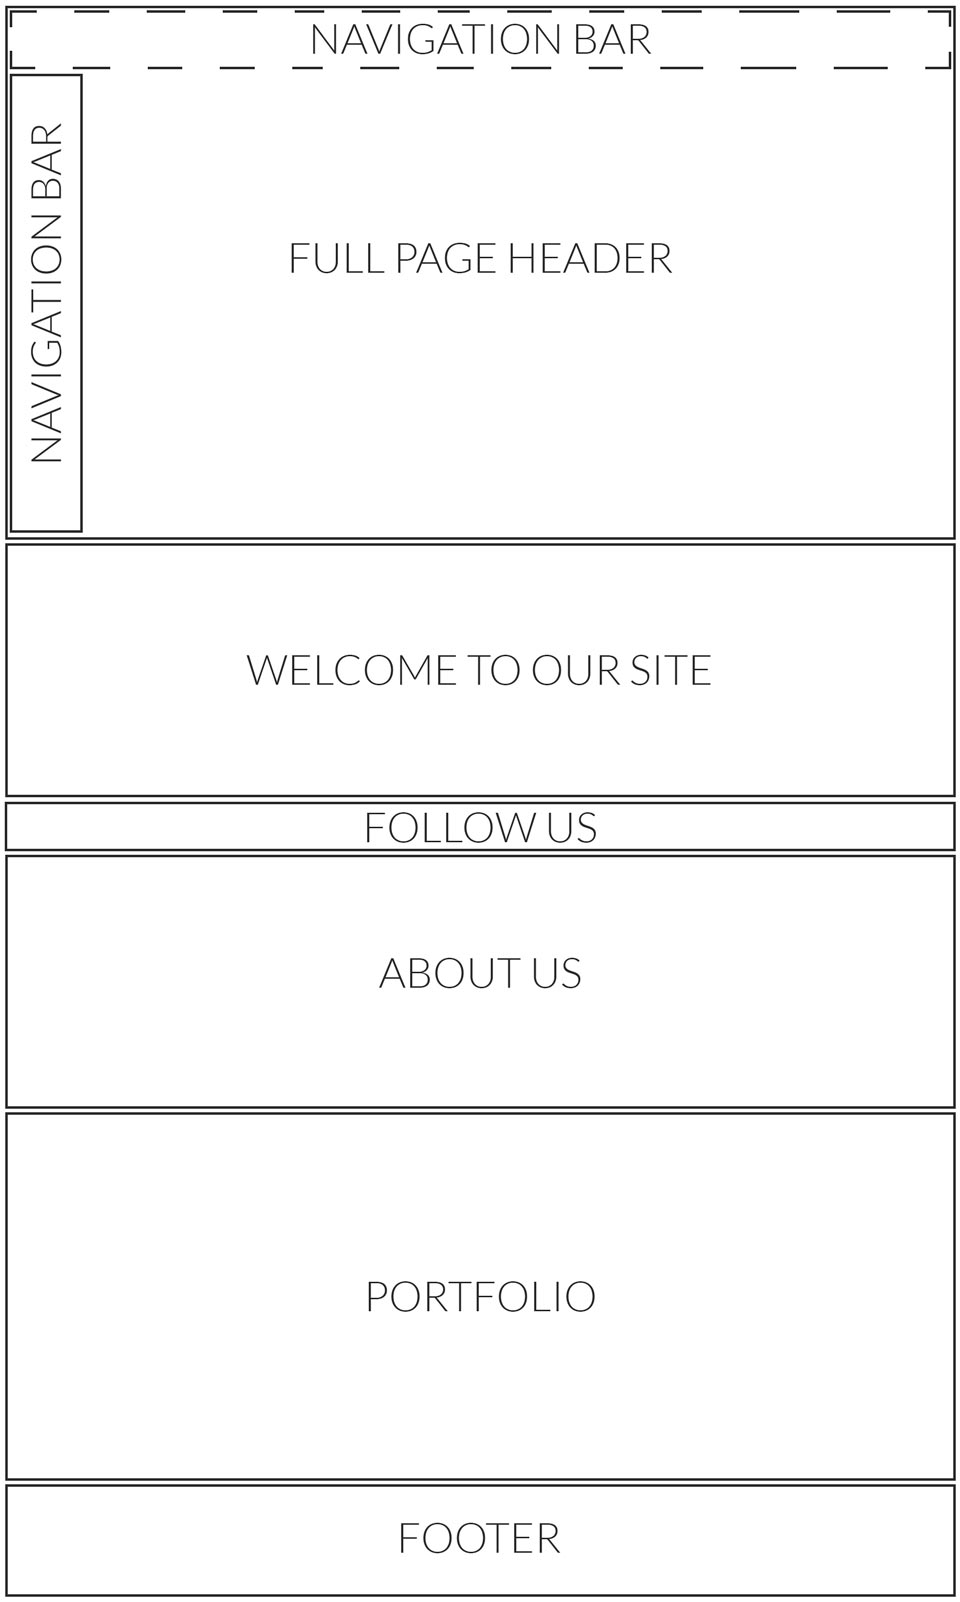 NAVIGATION BAR
NAVIGATION BAR
FULL PAGE HEADER
WELCOME TO OUR SITE
FOLLOW US
ABOUT US
PORTFOLIO
FOOTER